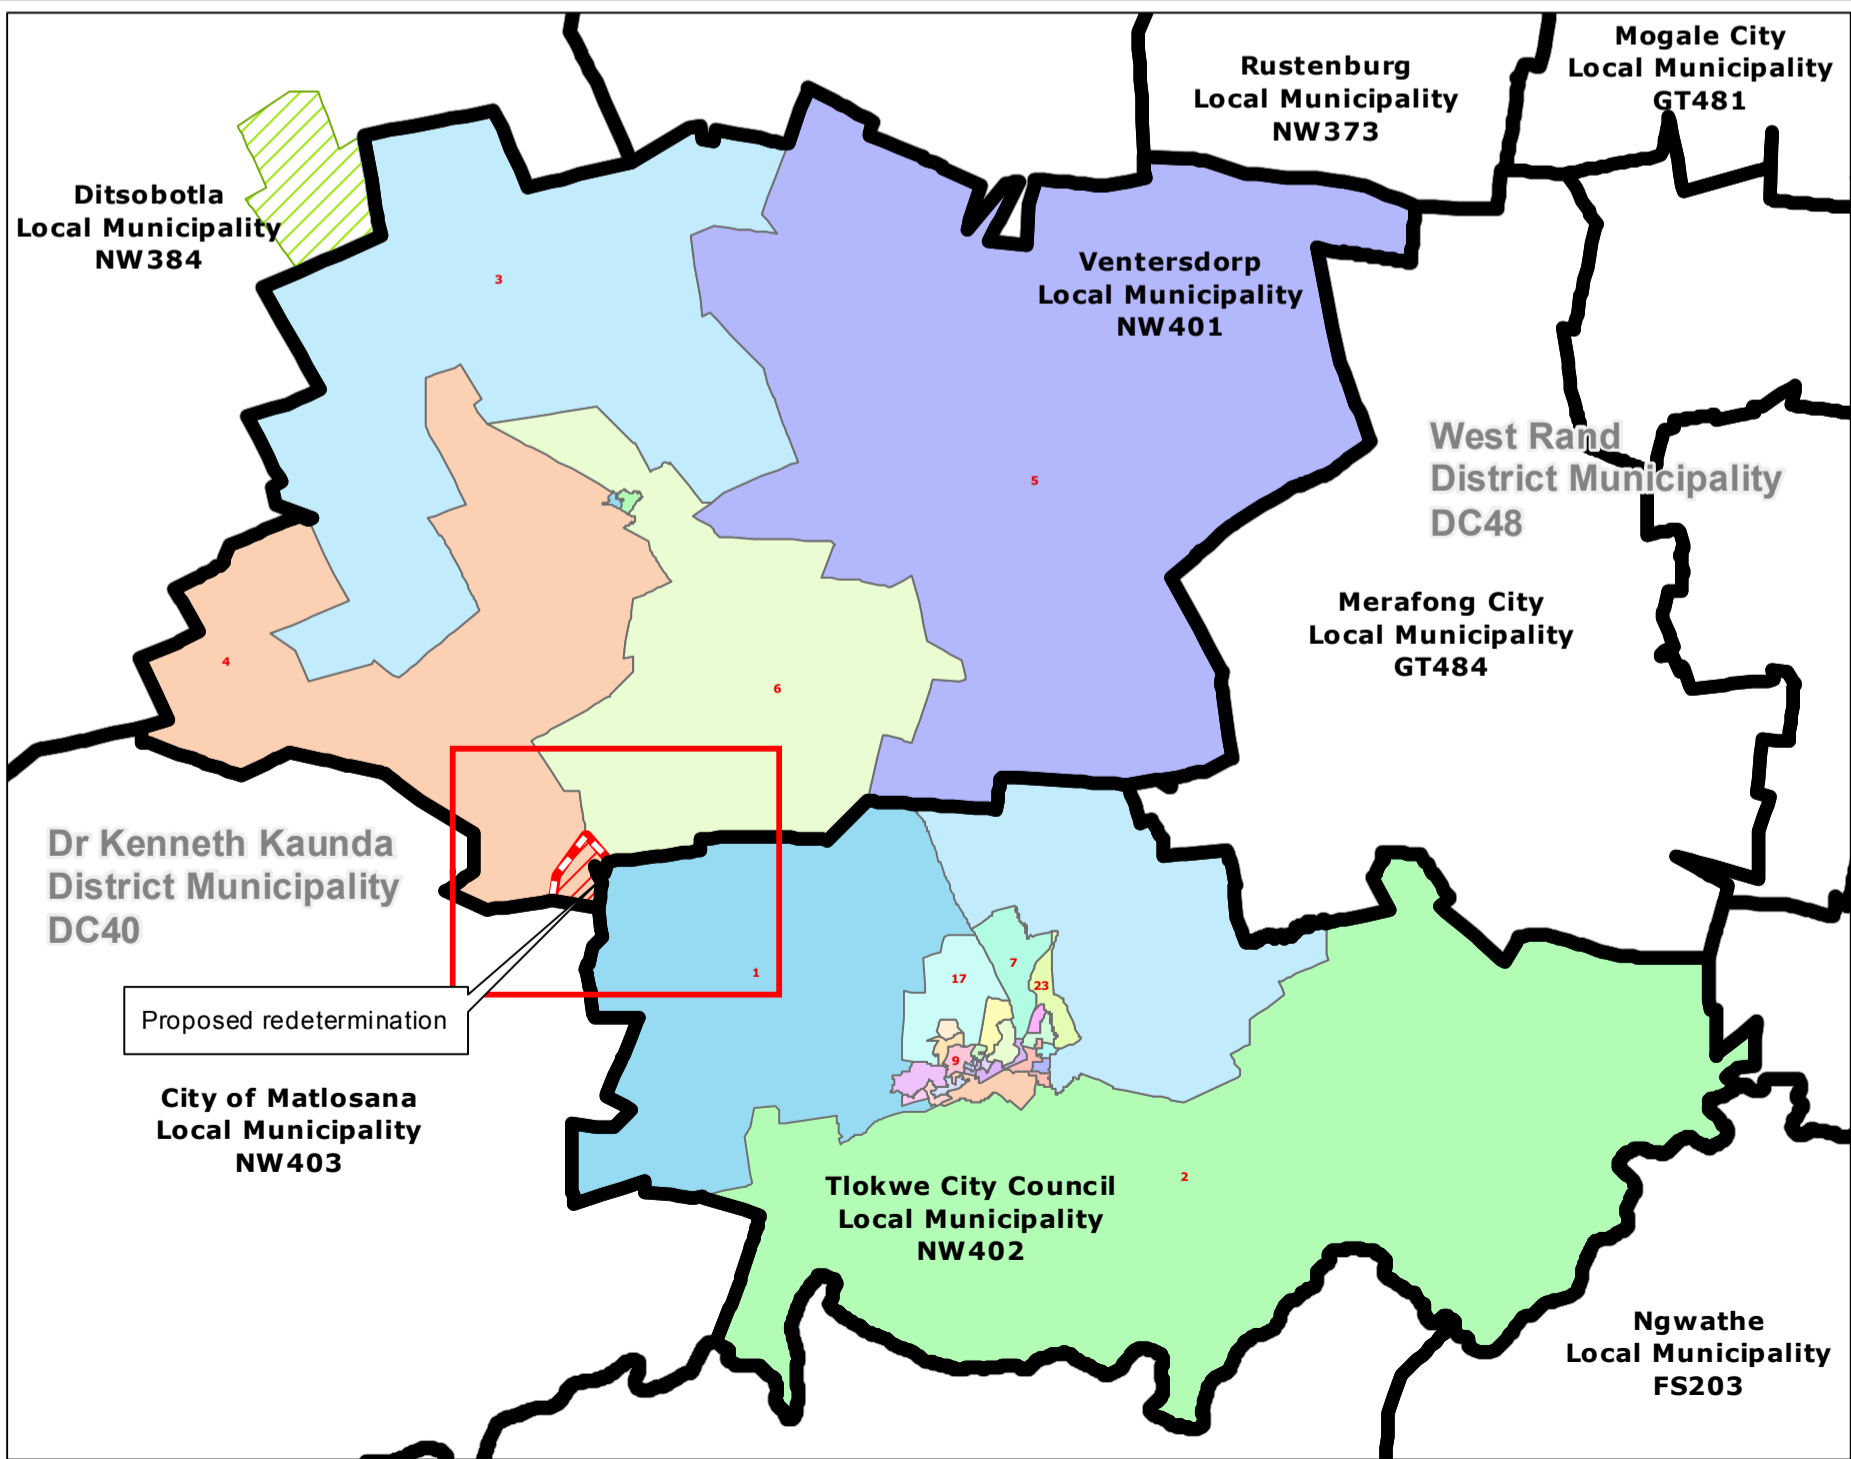 Mogale City
Local Municipality
GT481
Rustenburg
Local Municipality
NW373
Ditsobotla
Local Municipality
NW384
3
Ventersdorp
Local Municipality
NW401
5
West Rand
District Municipality
DC48
Merafong City
Local Municipality
GT484
4
6
Dr Kenneth Kaunda
District Municipality
DC40
1
17
7
23
9
Proposed redetermination
City of Matlosana
Local Municipality
NW403
2
Tlokwe City Council
Local Municipality
NW402
Ngwathe
Local Municipality
FS203